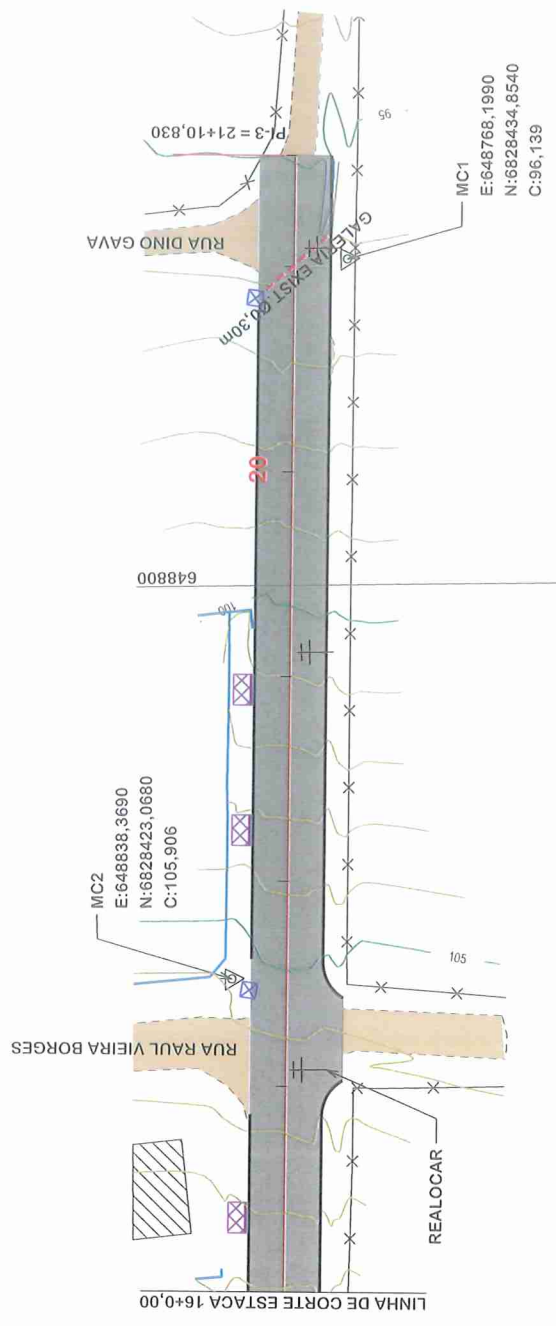 PI-3 = 21+10,830
RUA DINO GAVA
GALERIA EXIST. Ø0,30m
95
MC1
E:648768,1990
N:6828434,8540
C:96,139
20
648800
100
MC2
E:648838,3690
N:6828423,0680
C:105,906
105
RUA RAUL VIEIRA BORGES
REALOCAR
LINHA DE CORTE ESTACA 16+0,00